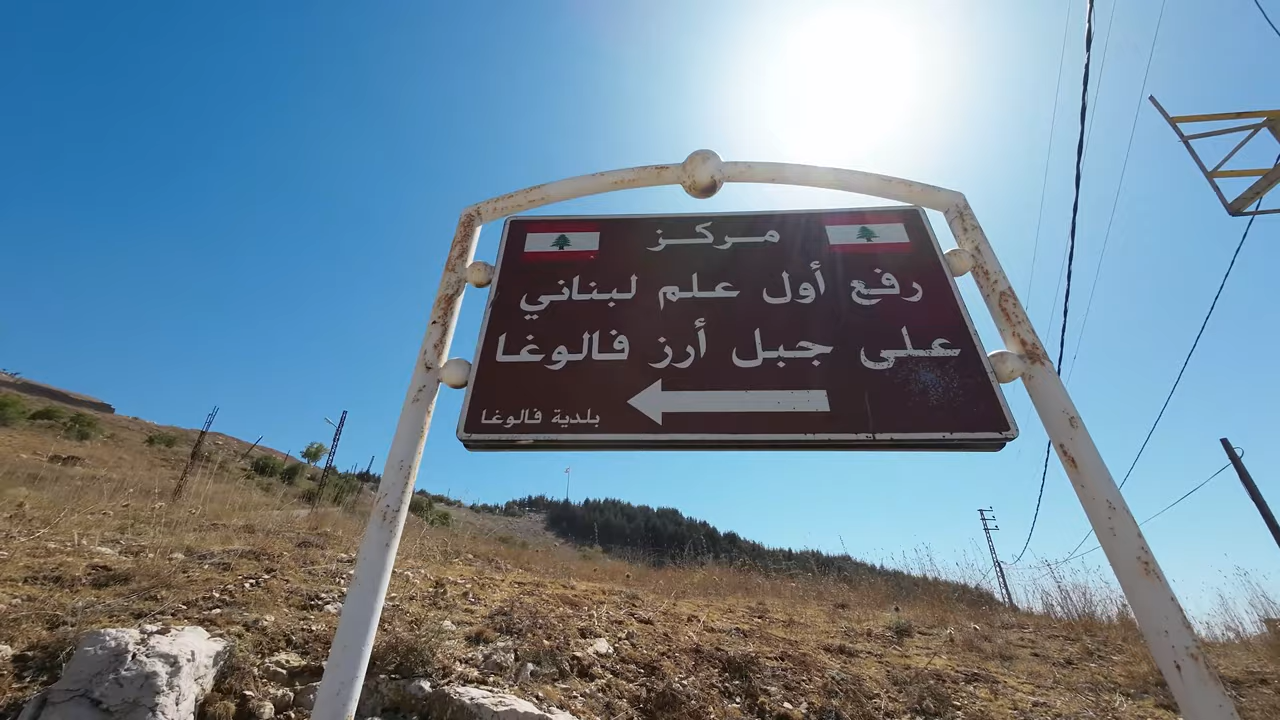 مركز
رفع أول علم لبناني
على جبل أرز فالوغا
بلدية فالوغا